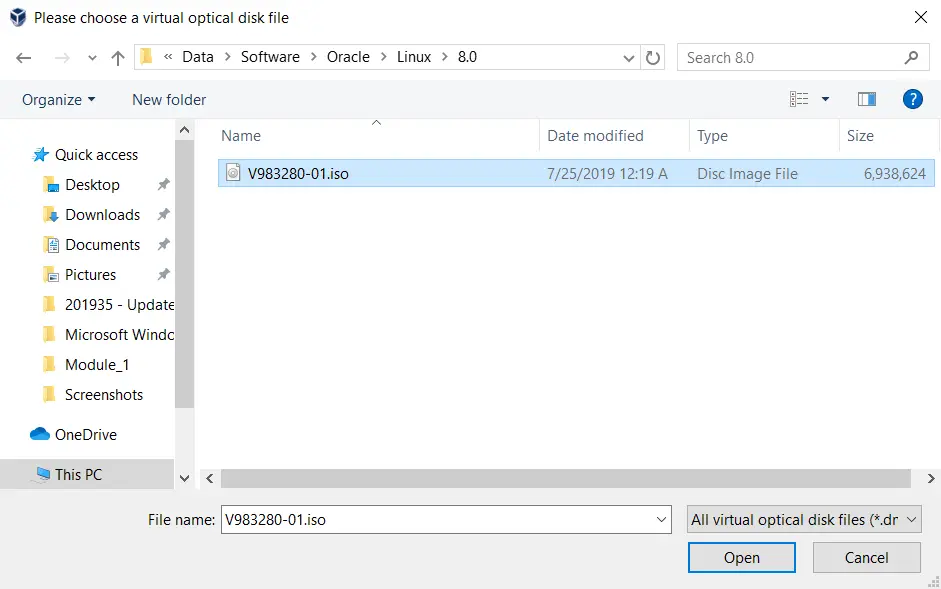 Please choose a virtual optical disk file
« Data > Software > Oracle > Linux > 8.0
Search 8.0
Organize New folder
?
Name Date modified Type Size
V983280-01.iso 7/25/2019 12:19 A Disc Image File 6,938,624
Quick access
Desktop
Downloads
Documents
Pictures
201935 - Update
Microsoft Windo
Module_1
Screenshots
OneDrive
This PC
File name: V983280-01.iso All virtual optical disk files (*.dr
Open Cancel